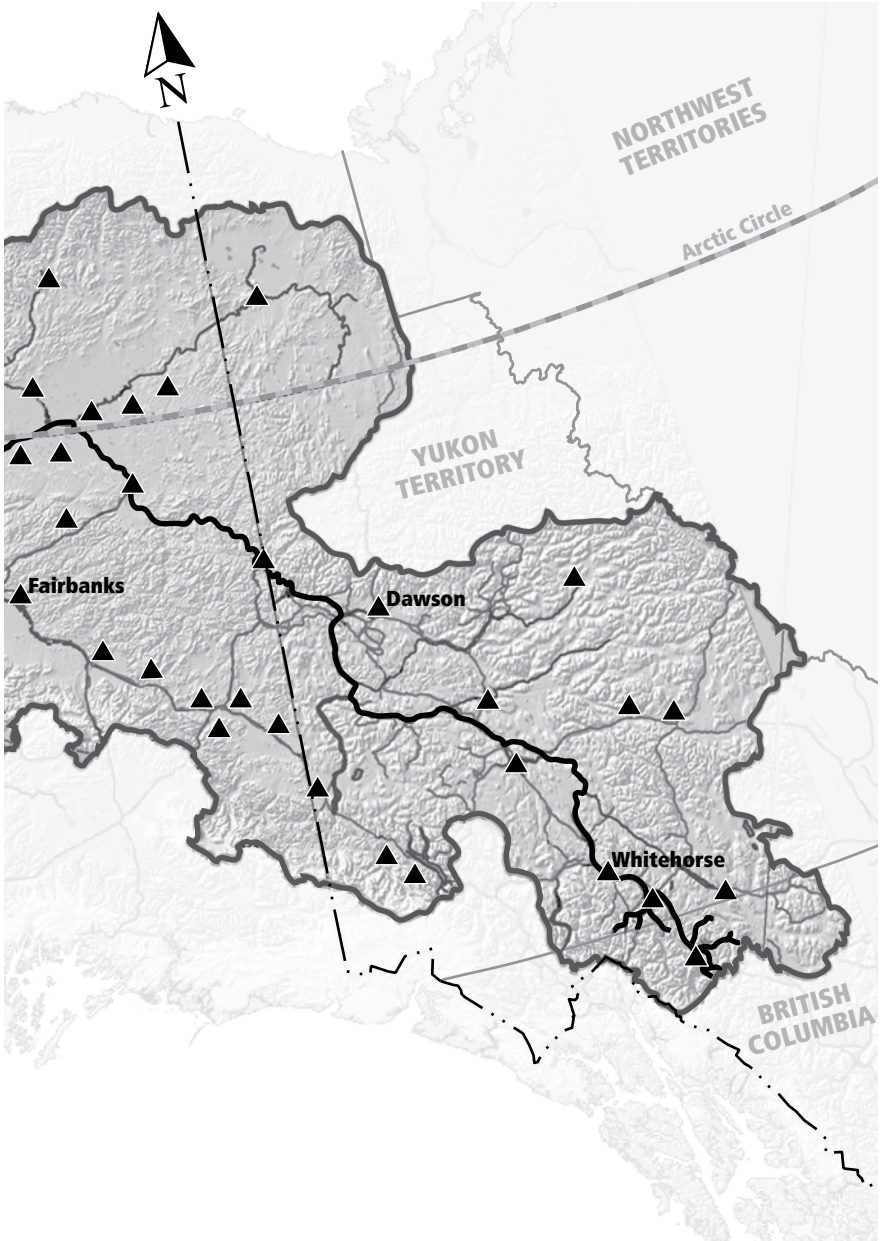 N
NORTHWEST
TERRITORIES
Arctic Circle
YUKON
TERRITORY
Fairbanks
Dawson
Whitehorse
BRITISH
COLUMBIA